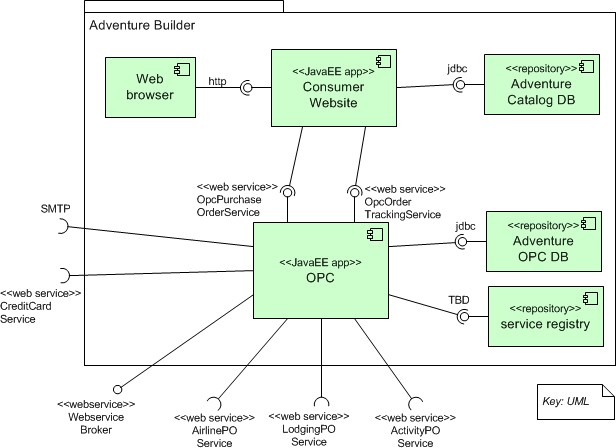 Adventure Builder
Web
browser
http
<<JavaEE app>>
Consumer
Website
jdbc
<<repository>>
Adventure
Catalog DB
<<web service>>
OpcPurchase
OrderService
<<web service>>
OpcOrder
TrackingService
SMTP
<<JavaEE app>>
OPC
jdbc
<<repository>>
Adventure
OPC DB
<<web service>>
CreditCard
Service
TBD
<<repository>>
service registry
<<webservice>>
Webservice
Broker
<<web service>>
AirlinePO
Service
<<web service>>
LodgingPO
Service
<<web service>>
ActivityPO
Service
Key: UML